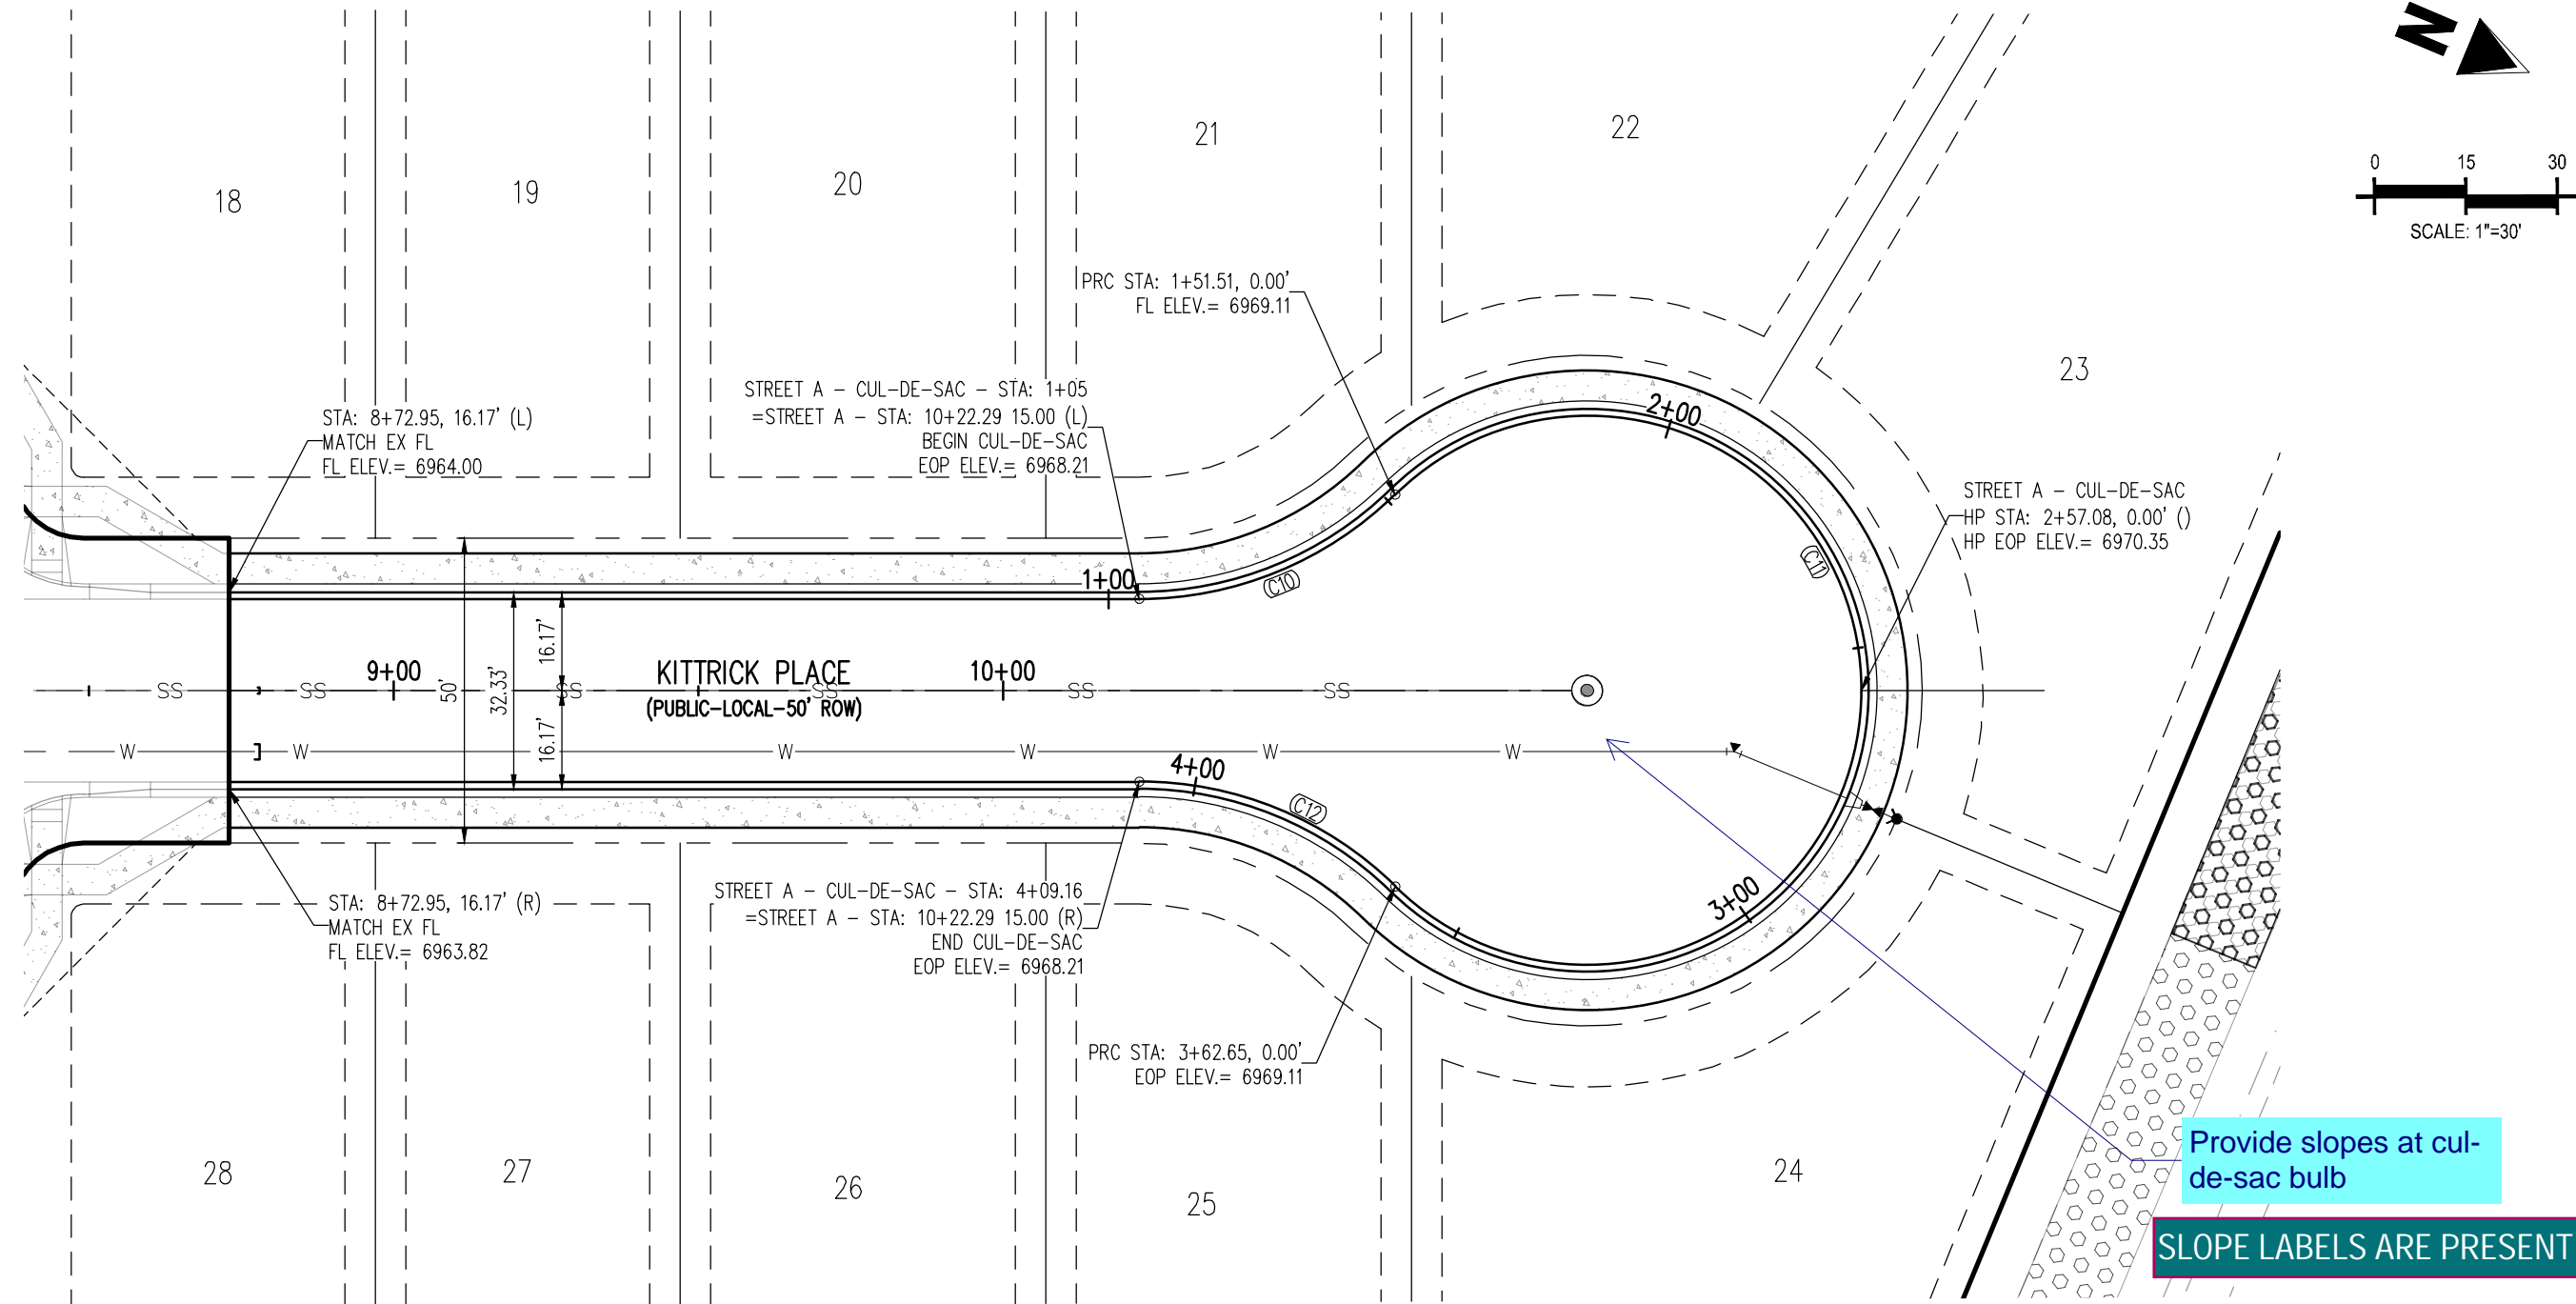 N
0 15 30
SCALE: 1"=30'
18
19
20
21
22
23
PRC STA: 1+51.51, 0.00'
FL ELEV.= 6969.11
STREET A - CUL-DE-SAC - STA: 1+05
=STREET A - STA: 10+22.29 15.00 (L)
BEGIN CUL-DE-SAC
EOP ELEV.= 6968.21
STA: 8+72.95, 16.17' (L)
MATCH EX FL
FL ELEV.= 6964.00
2+00
STREET A - CUL-DE-SAC
HP STA: 2+57.08, 0.00' ()
HP EOP ELEV.= 6970.35
C11
1+00
C10
9+00
50'
32.33'
16.17'
16.17'
KITTRICK PLACE
(PUBLIC-LOCAL-50' ROW)
10+00
SS SS SS SS SS SS
W W W W W W
4+00
C12
3+00
STREET A - CUL-DE-SAC - STA: 4+09.16
=STREET A - STA: 10+22.29 15.00 (R)
END CUL-DE-SAC
EOP ELEV.= 6968.21
STA: 8+72.95, 16.17' (R)
MATCH EX FL
FL ELEV.= 6963.82
PRC STA: 3+62.65, 0.00'
EOP ELEV.= 6969.11
28
27
26
25
24
Provide slopes at cul-
de-sac bulb
SLOPE LABELS ARE PRESENT